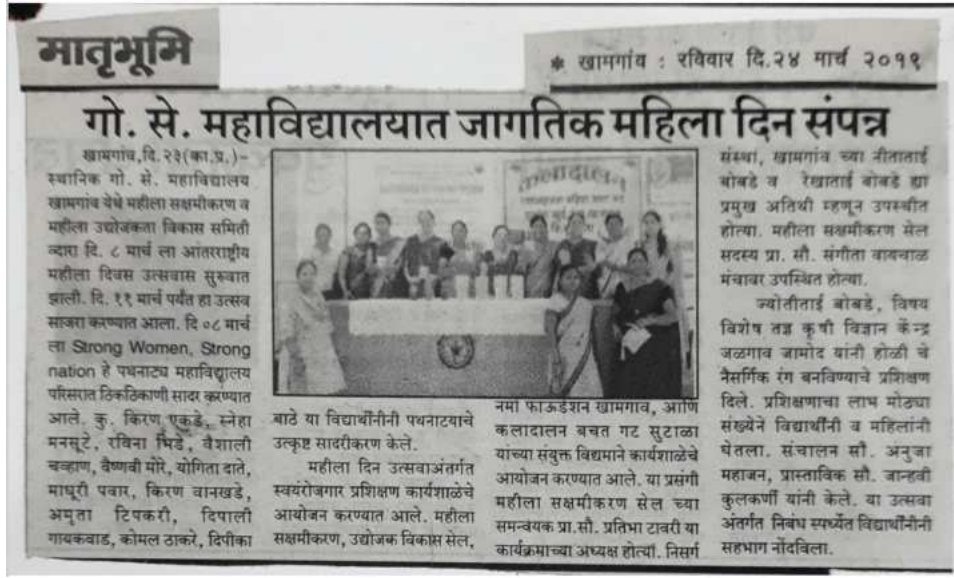 मातृभूमि
* खामगांव : रविवार दि.२४ मार्च २०१९
गो. से. महाविद्यालयात जागतिक महिला दिन संपन्न
खामगांव,दि.२३(का.प्र.)-
स्थानिक गो. से. महाविद्यालय
खामगांव येथे महीला सक्षमीकरण व
महीला उद्योजकता विकास समिती
व्दारा दि. ८ मार्च ला आंतरराष्ट्रीय
महीला दिवस उत्सवास सुरुवात
झाली. दि. ११ मार्च पर्यंत हा उत्सव
साजरा करण्यात आला. दि ०८ मार्च
ला Strong Women, Strong
nation हे पथनाट्य महाविद्यालय
परिसरात ठिकठिकाणी सादर करण्यात
आले. कु. किरण एकडे, स्नेहा
मनसूटे, रविना भिडे, वैशाली
चव्हाण, वैष्णवी मोरे, योगिता दाते,
माधूरी पवार, किरण वानखडे,
अमृता टिपकरी, दिपाली
गायकवाड, कोमल ठाकरे, दिपीका
कलादालन
बाठे या विद्यार्थीनीनी पथनाटयाचे
उत्कृष्ट सादरीकरण केले.
महीला दिन उत्सवाअंतर्गत
स्वयंरोजगार प्रशिक्षण कार्यशाळेचे
आयोजन करण्यात आले. महीला
सक्षमीकरण, उद्योजक विकास सेल,
नमो फाऊंडेशन खामगाव, आणि
कलादालन बचत गट सुटाळा
याच्या संयुक्त विद्यमाने कार्यशाळेचे
आयोजन करण्यात आले. या प्रसंगी
महीला सक्षमीकरण सेल च्या
समन्वयक प्रा.सौ. प्रतिभा टावरी या
कार्यक्रमाच्या अध्यक्ष होत्या. निसर्ग
संस्था, खामगांव च्या नीताताई
बोबडे व रेखाताई बोबडे ह्या
प्रमुख अतिथी म्हणून उपस्थीत
होत्या. महीला सक्षमीकरण सेल
सदस्य प्रा. सौ. संगीता वायचाळ
मंचावर उपस्थित होत्या.
ज्योतीताई बोबडे, विषय
विशेष तज्ञ कृषी विज्ञान केंन्द्र
जळगाव जामोद यांनी होळी चे
नैसर्गिक रंग बनविण्याचे प्रशिक्षण
दिले. प्रशिक्षणाचा लाभ मोठ्या
संख्येने विद्यार्थीनी व महिलांनी
घेतला. संचालन सौ. अनुजा
महाजन, प्रास्ताविक सौ. जान्हवी
कुलकर्णी यांनी केले. या उत्सवा
अंतर्गत निबंध स्पर्ध्येत विद्यार्थीनीनी
सहभाग नोंदविला.